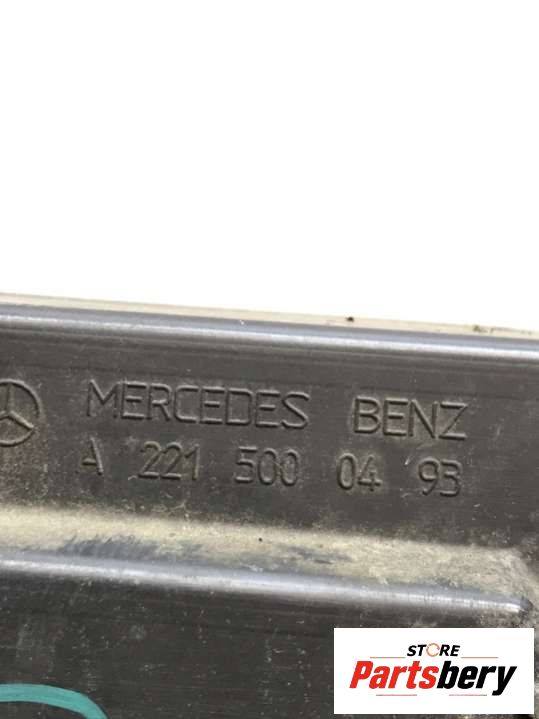 MERCEDES BENZ
A 221 500 04 93
STORE
Partsbery